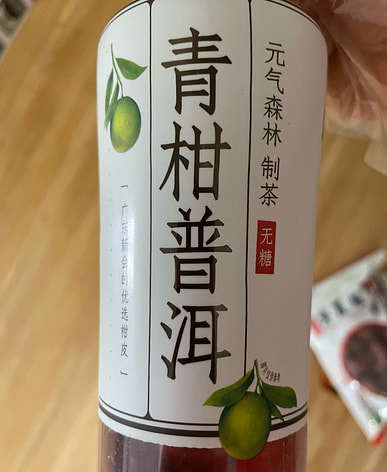 元气森林 制茶
无糖
青柑普洱
「广东新会的优选柑皮」